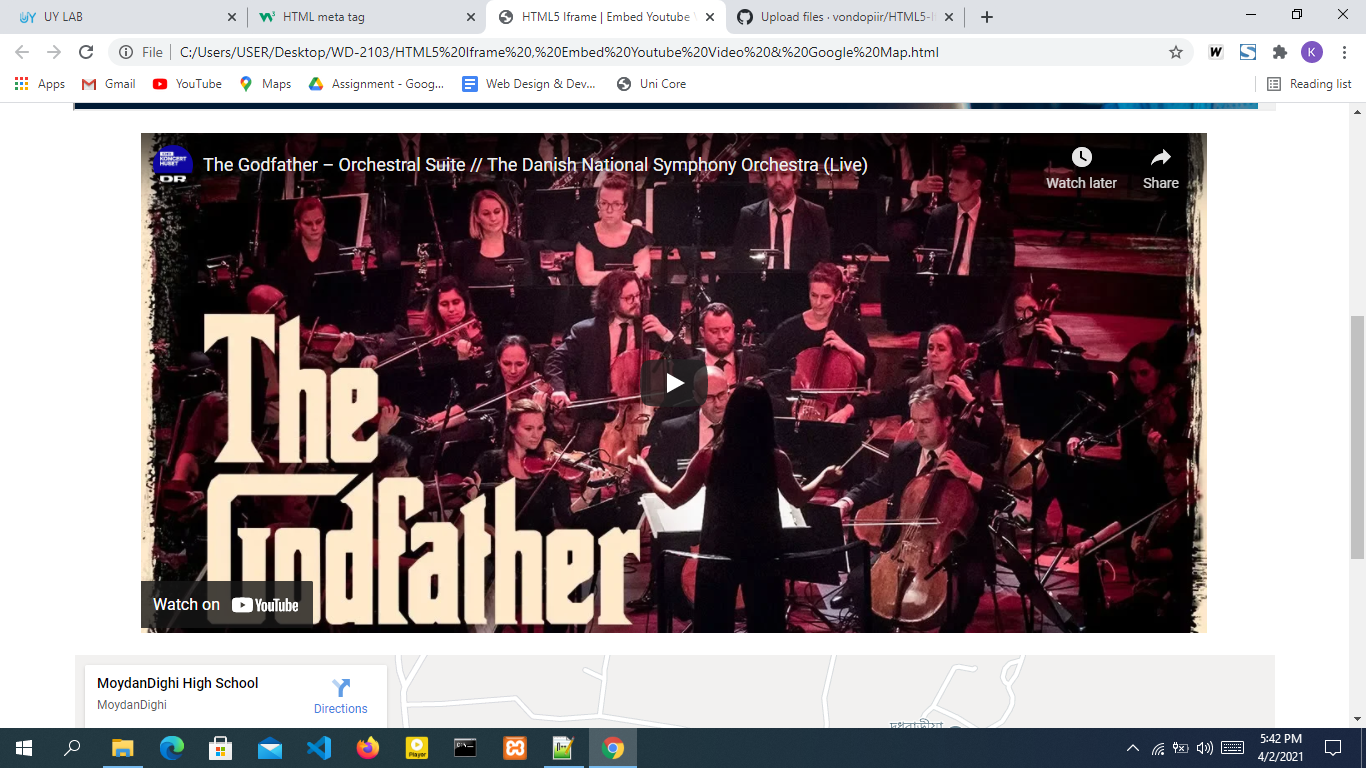 UY LAB
HTML meta tag
HTML5 Iframe | Embed Youtube
Upload files · vondopiir/HTML5-
File
C:/Users/USER/Desktop/WD-2103/HTML5%20Iframe%20,%20Embed%20Youtube%20Video%20&%20Google%20Map.html
K
Apps
Gmail
YouTube
Maps
Assignment - Goog...
Web Design & Dev...
Uni Core
Reading list
KONCERT
HUSET
DR
The Godfather – Orchestral Suite // The Danish National Symphony Orchestra (Live)
Watch later
Share
The
Godfather
Watch on YouTube
MoydanDighi High School
MoydanDighi
Directions
Player
5:42 PM
4/2/2021